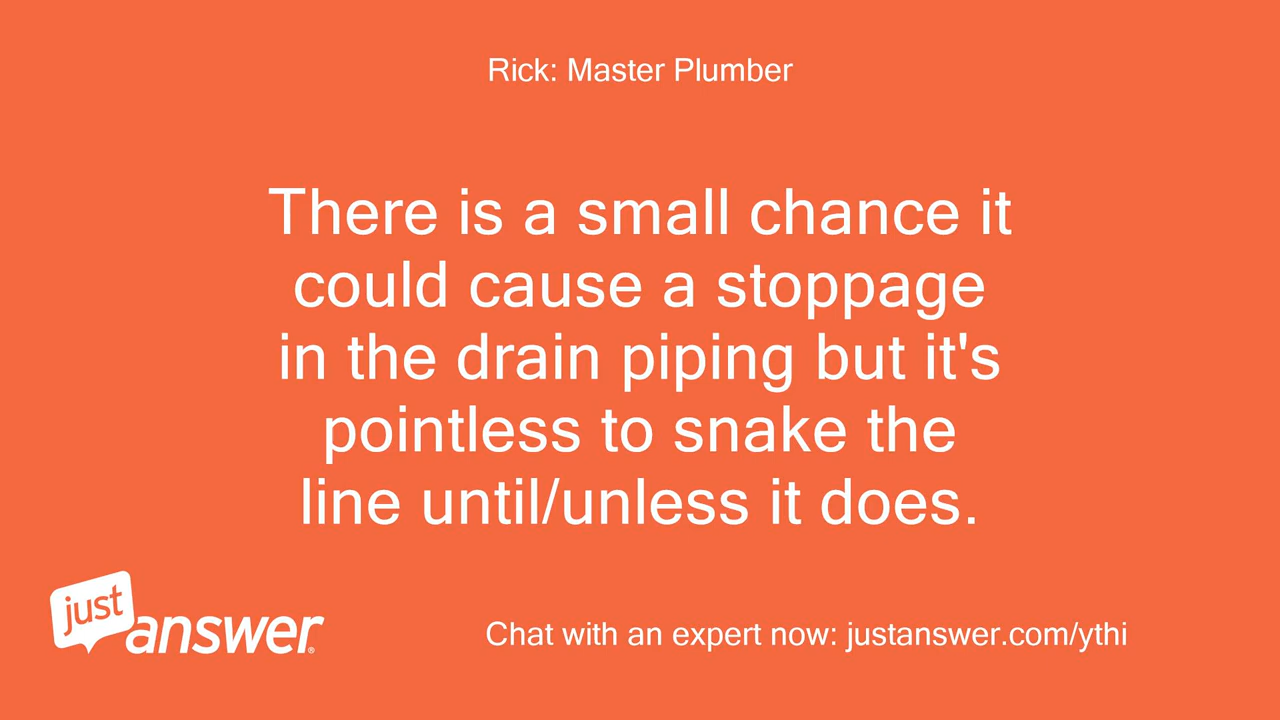 Rick: Master Plumber
There is a small chance it
could cause a stoppage
in the drain piping but it's
pointless to snake the
line until/unless it does.
just
answer®
Chat with an expert now: justanswer.com/ythi